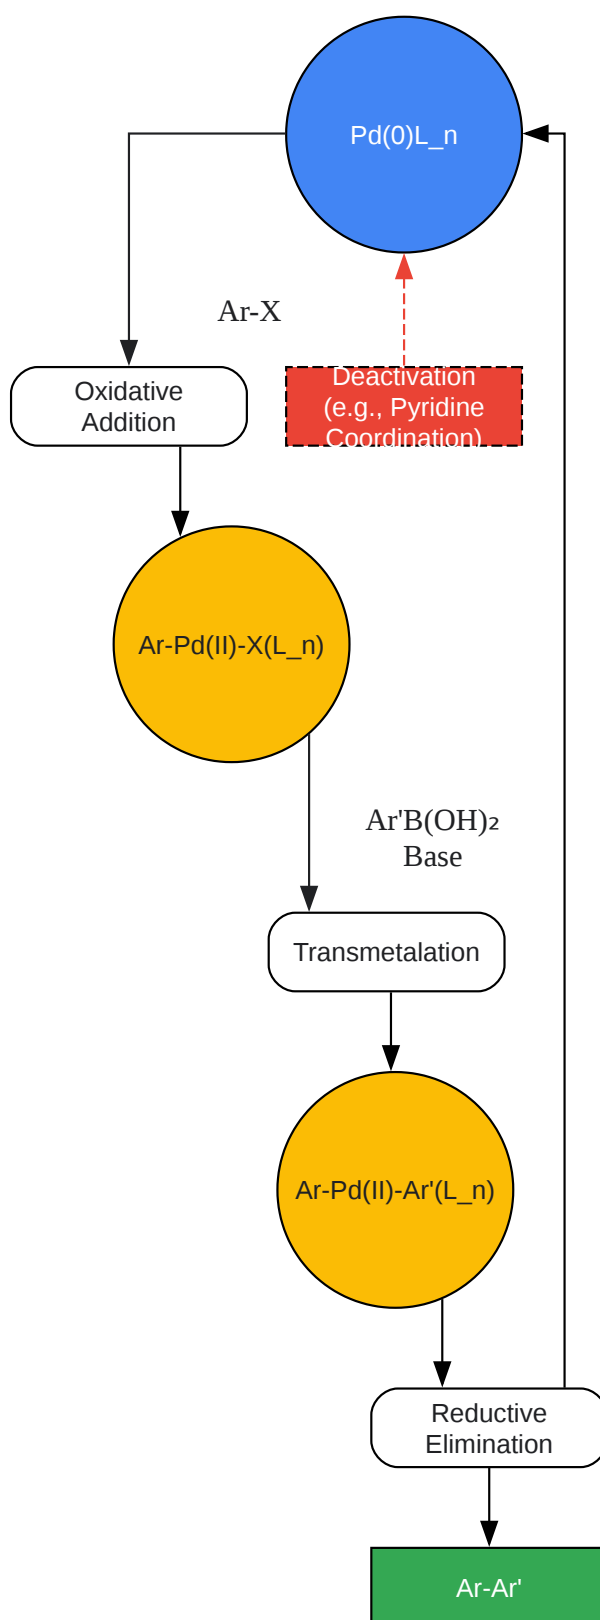 Pd(0)L_n
Ar-X
Deactivation
(e.g., Pyridine
Coordination)
Oxidative
Addition
Ar-Pd(II)-X(L_n)
Ar'B(OH)₂
Base
Transmetalation
Ar-Pd(II)-Ar'(L_n)
Reductive
Elimination
Ar-Ar'